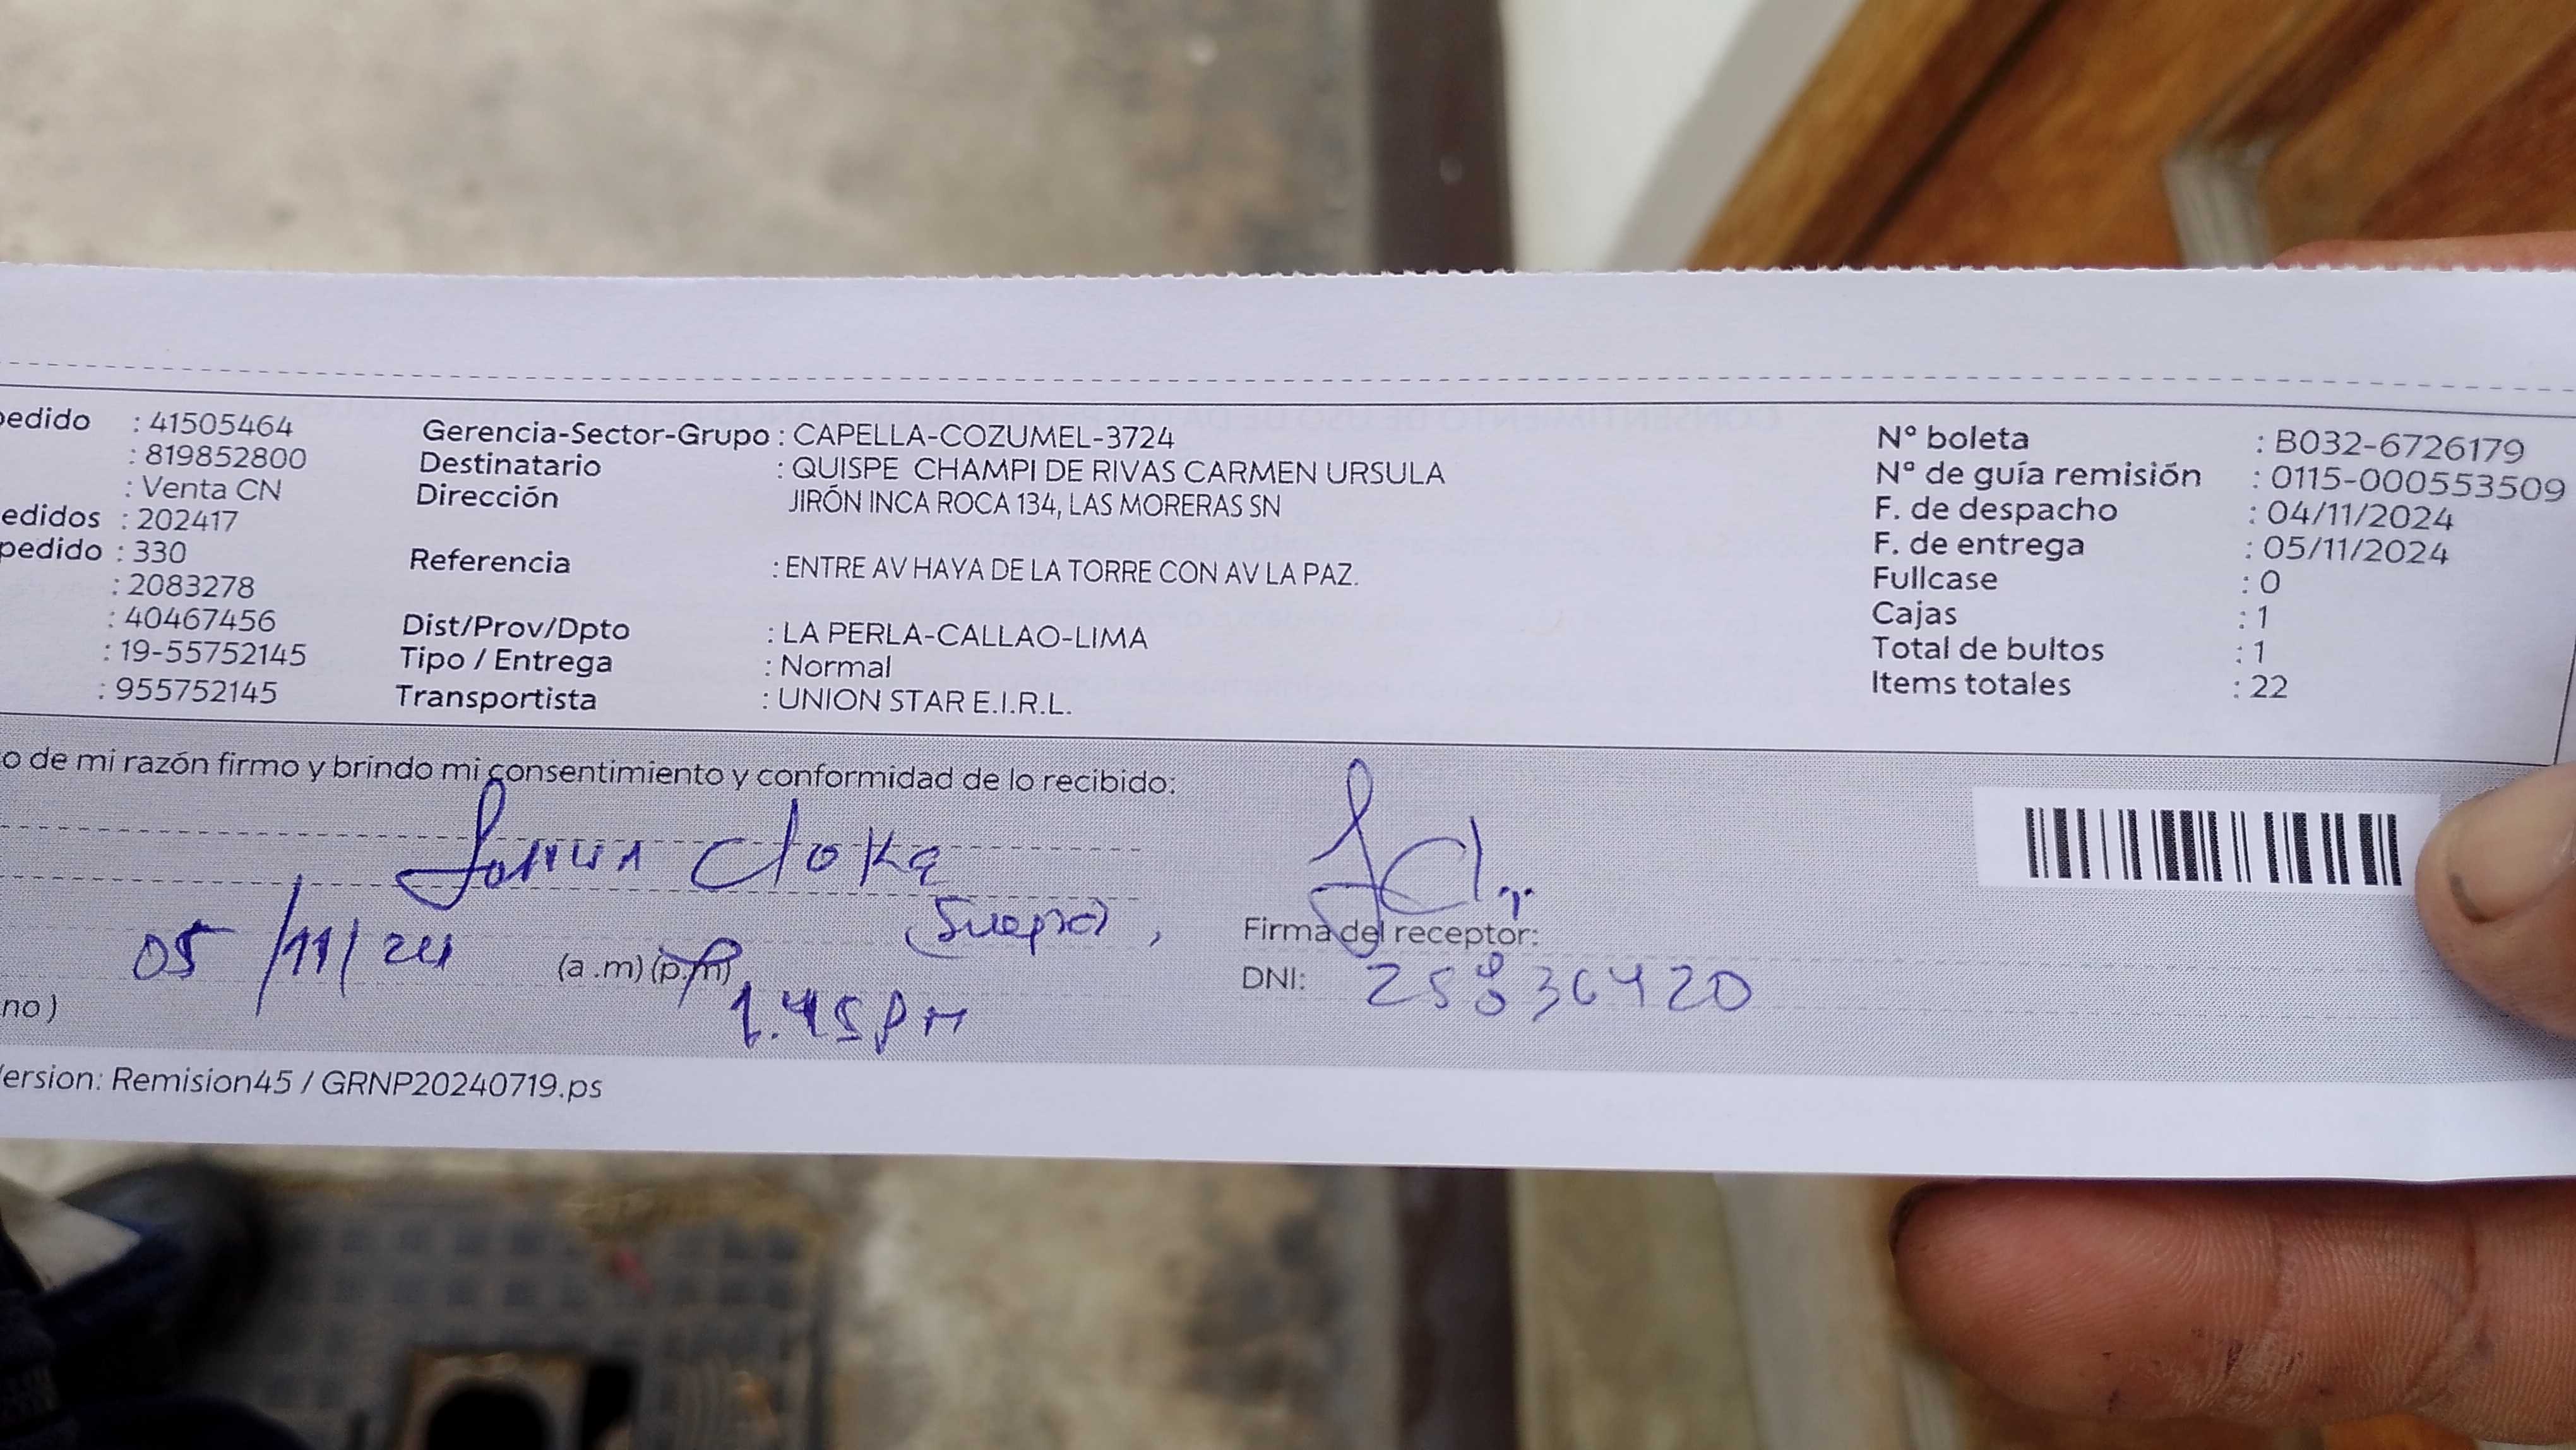 pedido : 41505464
: 819852800
: Venta CN
edidos : 202417
pedido : 330
: 2083278
: 40467456
: 19-55752145
: 955752145
Gerencia-Sector-Grupo : CAPELLA-COZUMEL-3724
Destinatario : QUISPE CHAMPI DE RIVAS CARMEN URSULA
Dirección JIRÓN INCA ROCA 134, LAS MORERAS SN
Referencia : ENTRE AV HAYA DE LA TORRE CON AV LA PAZ.
Dist/Prov/Dpto : LA PERLA-CALLAO-LIMA
Tipo / Entrega : Normal
Transportista : UNION STAR E.I.R.L.
Nº boleta : B032-6726179
Nº de guía remisión : 0115-000553509
F. de despacho : 04/11/2024
F. de entrega : 05/11/2024
Fullcase : 0
Cajas : 1
Total de bultos : 1
Items totales : 22
o de mi razón firmo y brindo mi consentimiento y conformidad de lo recibido:
(Suegra)
05/11/24 (a .m) (p.m)
1.45 PM
Firma del receptor:
DNI: 25836420
no )
ersion: Remision45 / GRNP20240719.ps